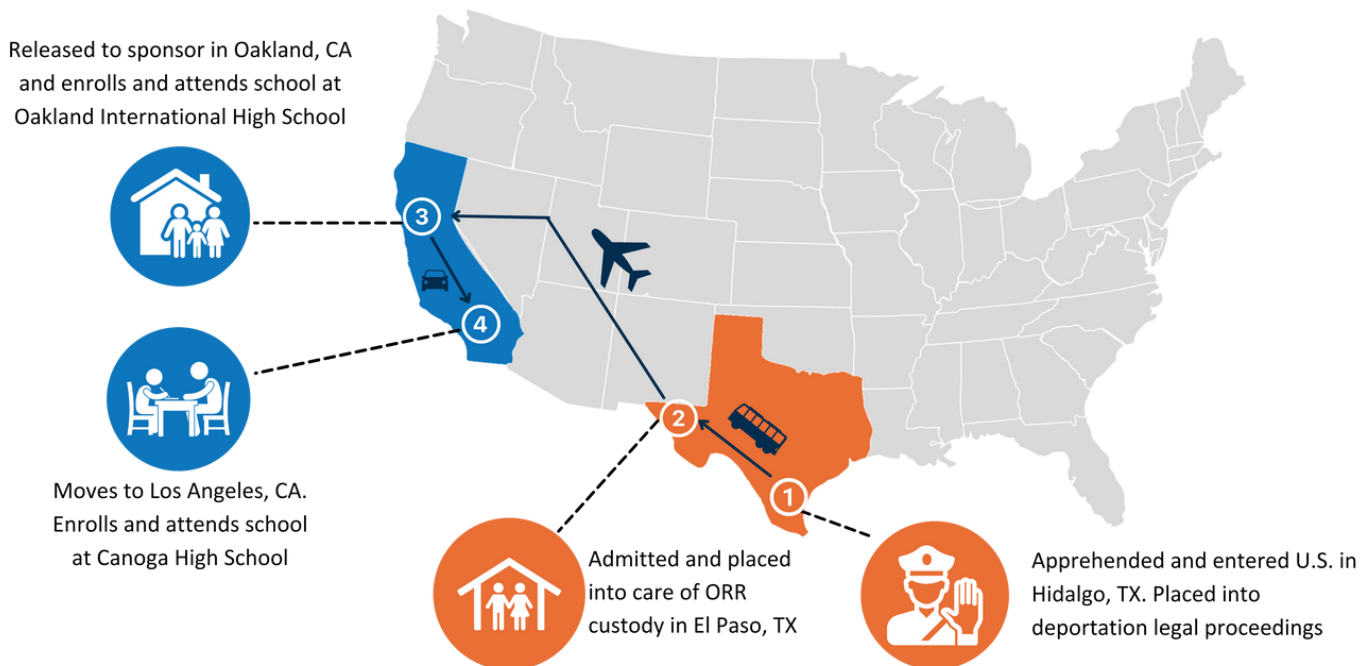 Released to sponsor in Oakland, CA
and enrolls and attends school at
Oakland International High School
3
4
Moves to Los Angeles, CA.
Enrolls and attends school
at Canoga High School
2
1
Admitted and placed
into care of ORR
custody in El Paso, TX
Apprehended and entered U.S. in
Hidalgo, TX. Placed into
deportation legal proceedings